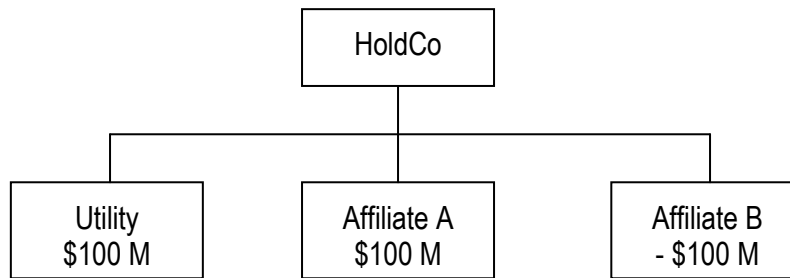 HoldCo
Utility
$100 M
Affiliate A
$100 M
Affiliate B
- $100 M